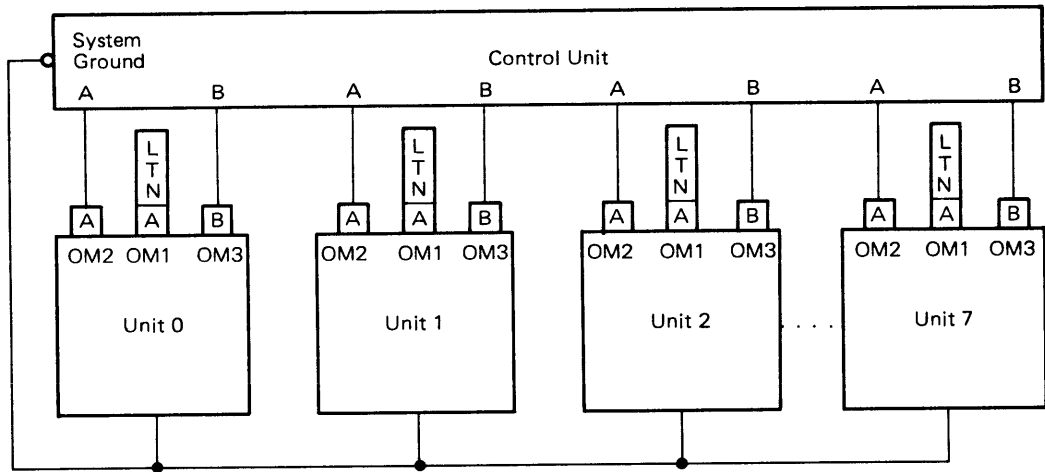 System
Ground
Control Unit
A B A B A B A B
L
T
N
L
T
N
L
T
N
L
T
N
A A B A A B A A B A A B
OM2 OM1 OM3 OM2 OM1 OM3 OM2 OM1 OM3 OM2 OM1 OM3
Unit 0 Unit 1 Unit 2 . . . . Unit 7